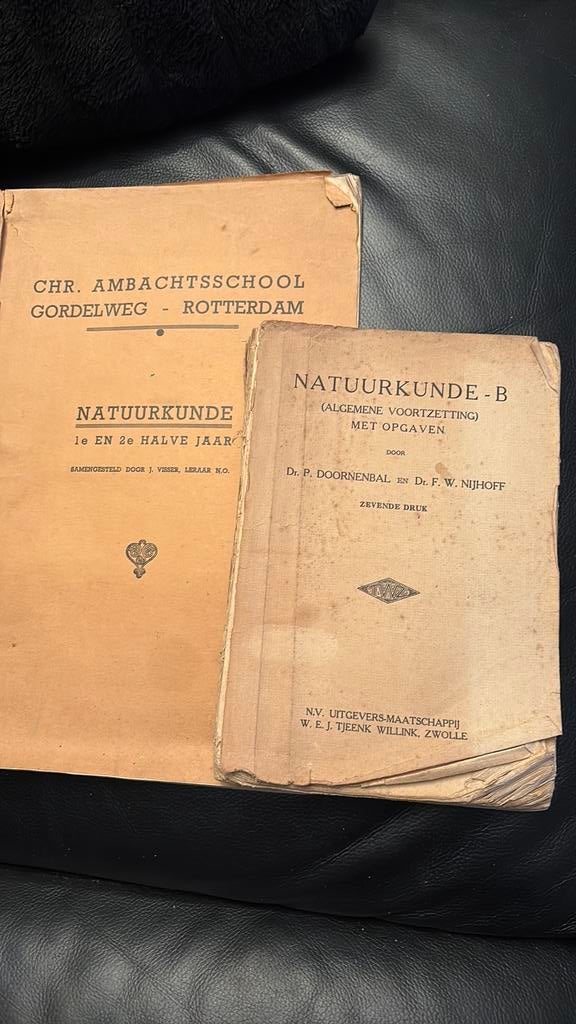 CHR. AMBACHTSSCHOOL
GORDELWEG - ROTTERDAM
NATUURKUNDE
1e EN 2e HALVE JAAR
SAMENGESTELD DOOR J. VISSER, LERAAR N.O.
NATUURKUNDE - B
(ALGEMENE VOORTZETTING)
MET OPGAVEN
DOOR
Dr. P. DOORNENBAL EN Dr. F. W. NIJHOFF
ZEVENDE DRUK
N.V. UITGEVERS-MAATSCHAPPIJ
W. E. J. TJEENK WILLINK, ZWOLLE